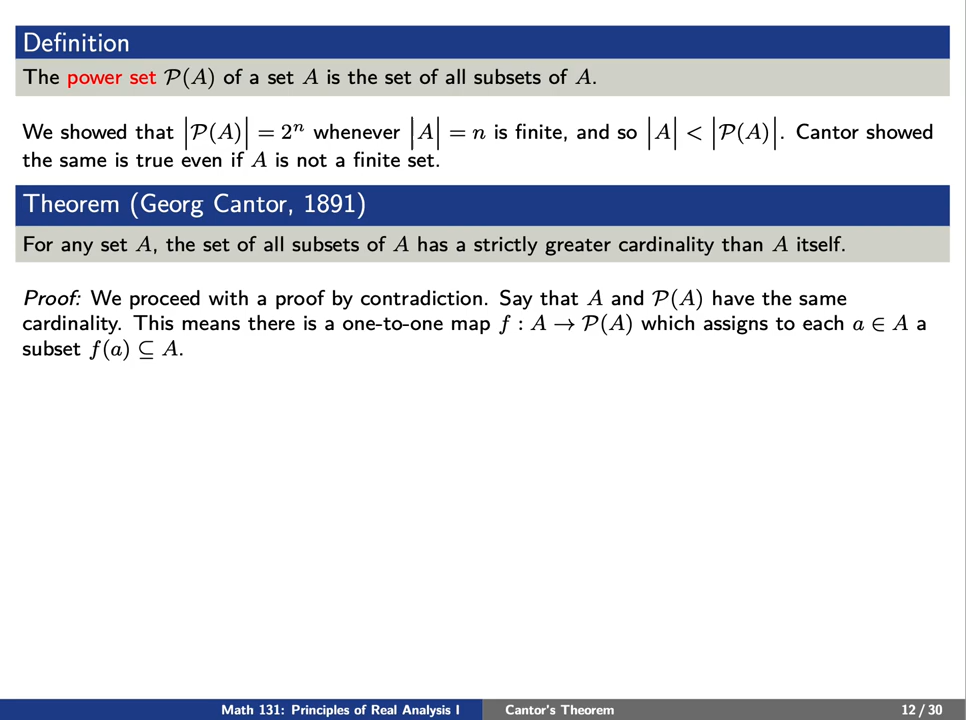 Definition
The power set 𝒫(A) of a set A is the set of all subsets of A.
We showed that |𝒫(A)| = 2ⁿ whenever |A| = n is finite, and so |A| < |𝒫(A)|. Cantor showed
the same is true even if A is not a finite set.
Theorem (Georg Cantor, 1891)
For any set A, the set of all subsets of A has a strictly greater cardinality than A itself.
Proof: We proceed with a proof by contradiction. Say that A and 𝒫(A) have the same
cardinality. This means there is a one-to-one map f : A → 𝒫(A) which assigns to each a ∈ A a
subset f(a) ⊆ A.
Math 131: Principles of Real Analysis I Cantor's Theorem 12 / 30